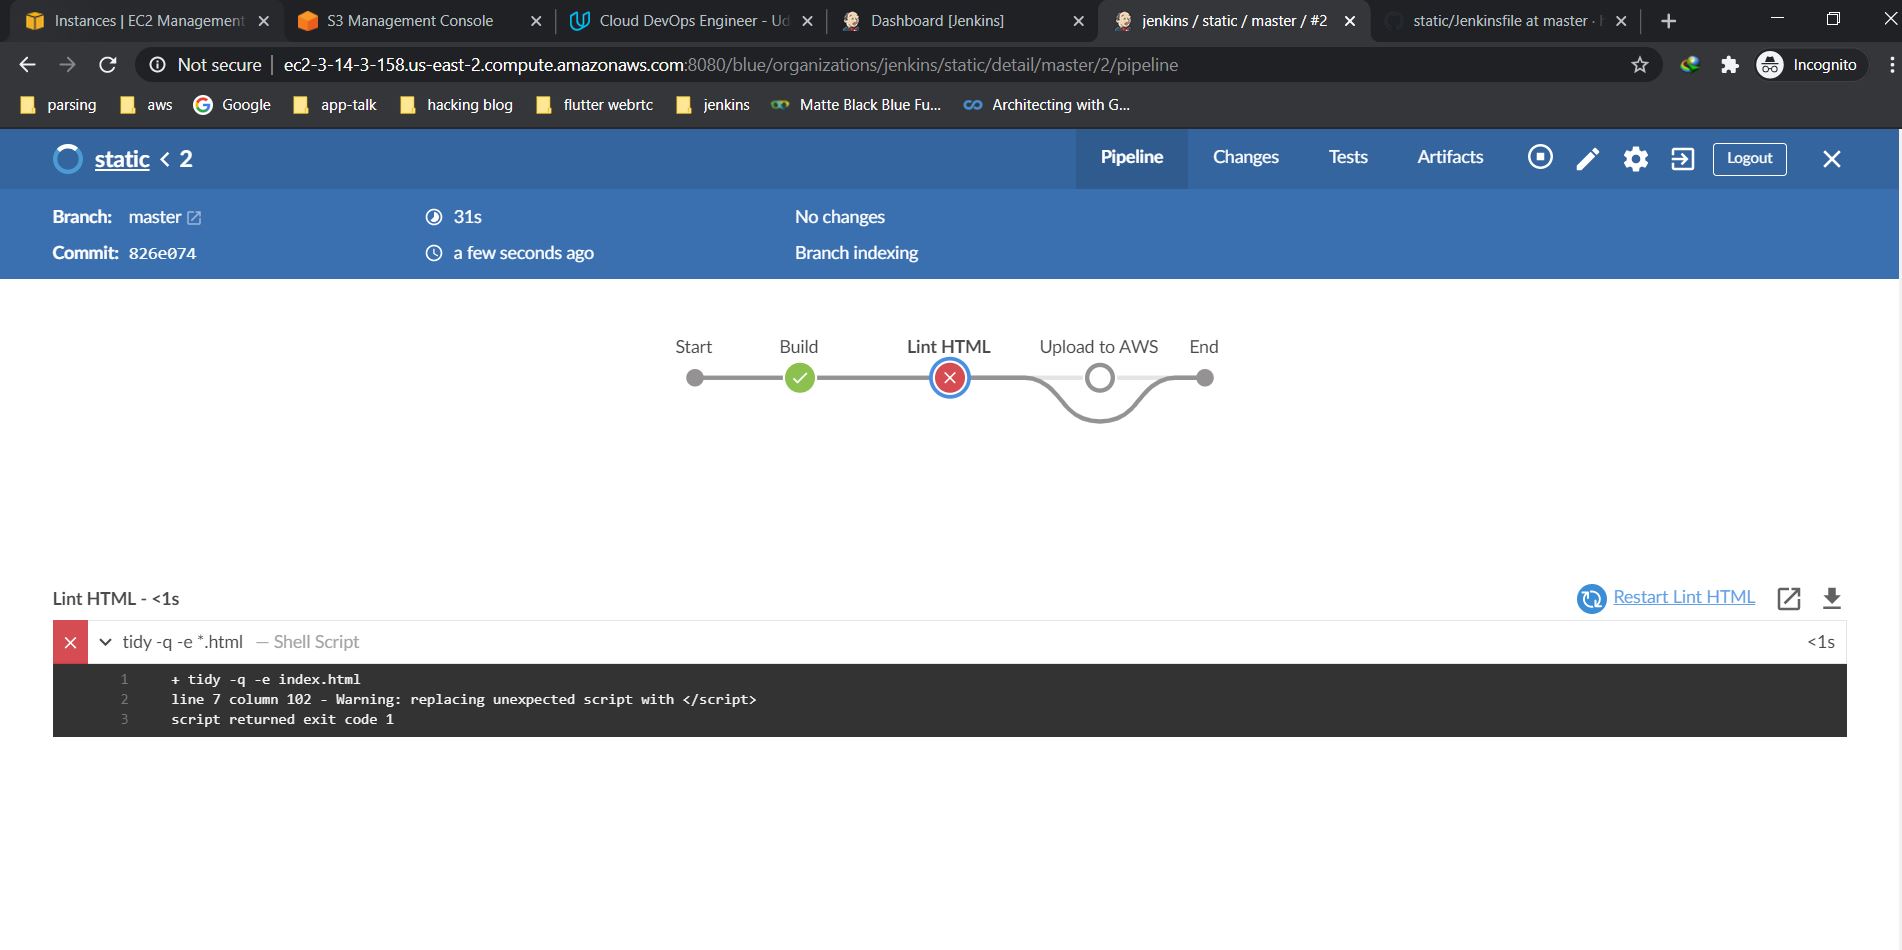 Instances | EC2 Management
S3 Management Console
Cloud DevOps Engineer - Ud
Dashboard [Jenkins]
jenkins / static / master / #2
static/Jenkinsfile at master ·
Not secure
ec2-3-14-3-158.us-east-2.compute.amazonaws.com:8080/blue/organizations/jenkins/static/detail/master/2/pipeline
Incognito
parsing
aws
Google
app-talk
hacking blog
flutter webrtc
jenkins
Matte Black Blue Fu...
Architecting with G...
static < 2
Pipeline
Changes
Tests
Artifacts
Logout
Branch: master
31s
No changes
Commit: 826e074
a few seconds ago
Branch indexing
Start
Build
Lint HTML
Upload to AWS
End
Lint HTML - <1s
Restart Lint HTML
tidy -q -e *.html — Shell Script
<1s
1 + tidy -q -e index.html
2 line 7 column 102 - Warning: replacing unexpected script with </script>
3 script returned exit code 1